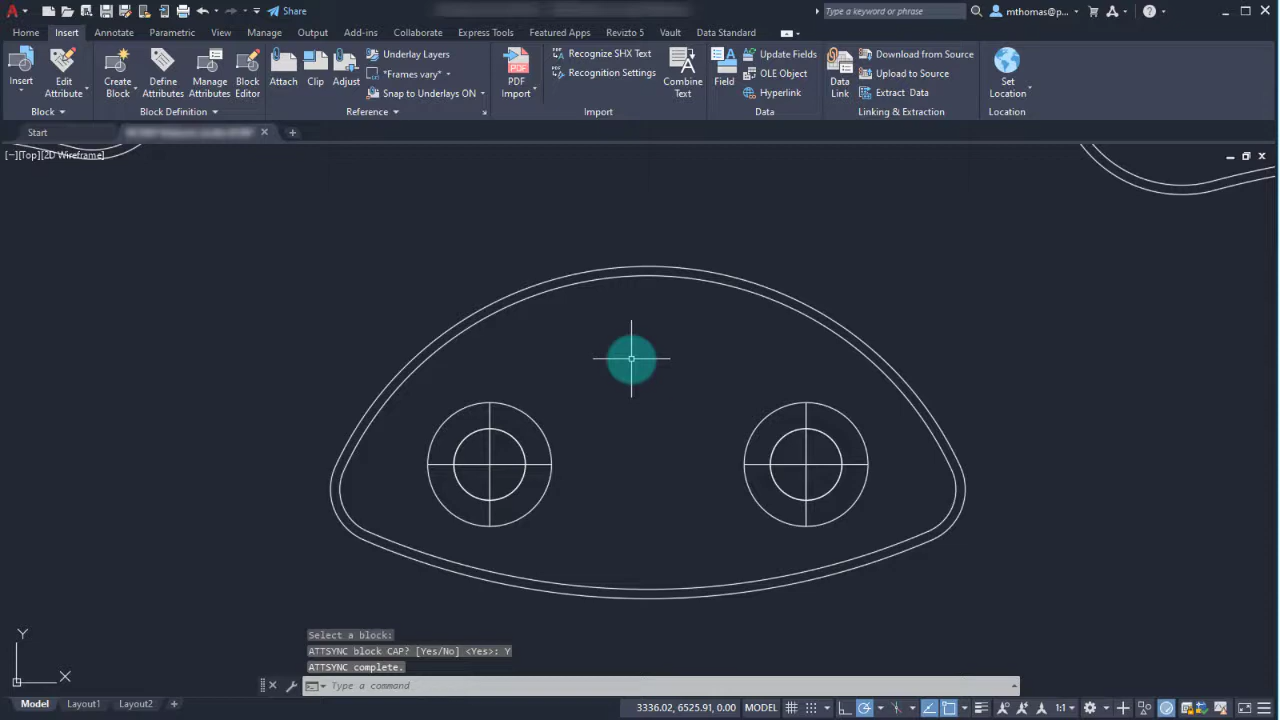 A Share Type a keyword or phrase mthomas@p...
Home Insert Annotate Parametric View Manage Output Add-ins Collaborate Express Tools Featured Apps Revizto 5 Vault Data Standard
Insert Edit Attribute Create Block Define Attributes Manage Attributes Block Editor Attach Clip Adjust
Underlay Layers
*Frames vary*
Snap to Underlays ON
PDF Import
PDF
Recognize SHX Text
Recognition Settings
Combine Text
Field
Update Fields
OLE Object
Hyperlink
Data Link
Download from Source
Upload to Source
Extract Data
Set Location
Block Block Definition Reference Import Data Linking & Extraction Location
Start
[−][Top][2D Wireframe]
Select a block:
ATTSYNC block CAP? [Yes/No] <Yes>: Y
ATTSYNC complete.
Type a command
Y
X
Model Layout1 Layout2 + 3336.02, 6525.91, 0.00 MODEL 1:1